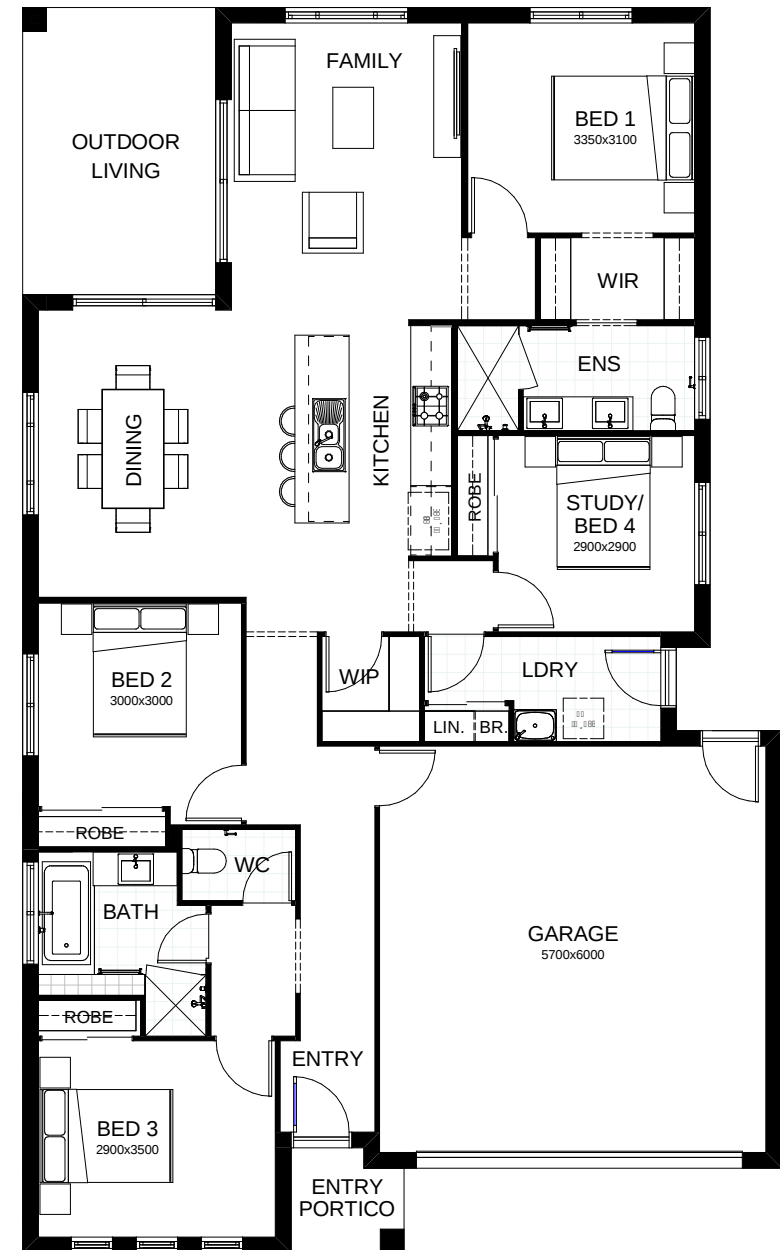 FAMILY
OUTDOOR
LIVING
BED 1
3350x3100
WIR
ENS
KITCHEN
DINING
ROBE
STUDY/
BED 4
2900x2900
BED 2
3000x3000
WIP
LDRY
LIN.
BR.
ROBE
WC
BATH
GARAGE
5700x6000
ROBE
ENTRY
BED 3
2900x3500
ENTRY
PORTICO